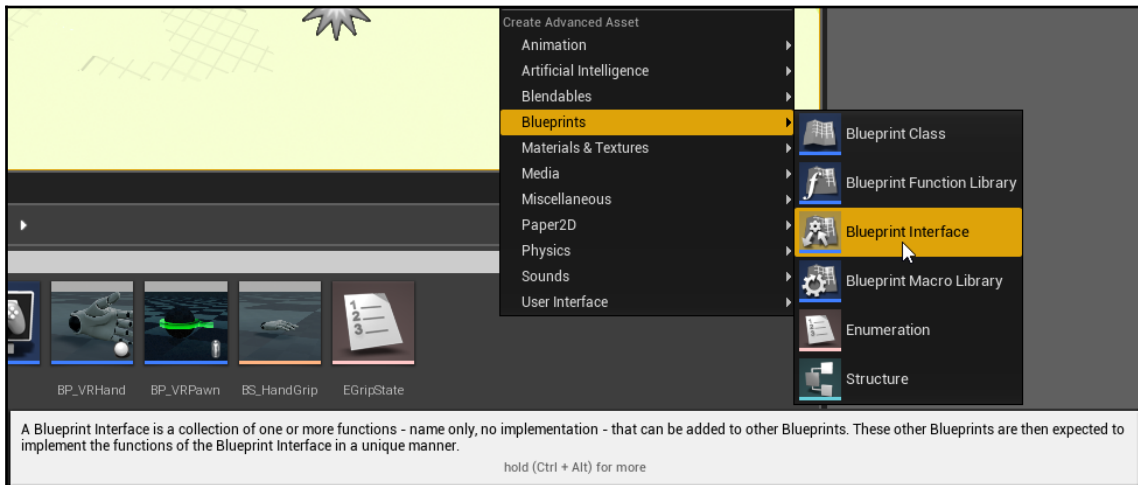 Create Advanced Asset
Animation
Artificial Intelligence
Blendables
Blueprints
Materials & Textures
Media
Miscellaneous
Paper2D
Physics
Sounds
User Interface
Blueprint Class
Blueprint Function Library
Blueprint Interface
Blueprint Macro Library
Enumeration
Structure
1
2
3
BP_VRHand
BP_VRPawn
BS_HandGrip
EGripState
A Blueprint Interface is a collection of one or more functions - name only, no implementation - that can be added to other Blueprints. These other Blueprints are then expected to
implement the functions of the Blueprint Interface in a unique manner.
hold (Ctrl + Alt) for more